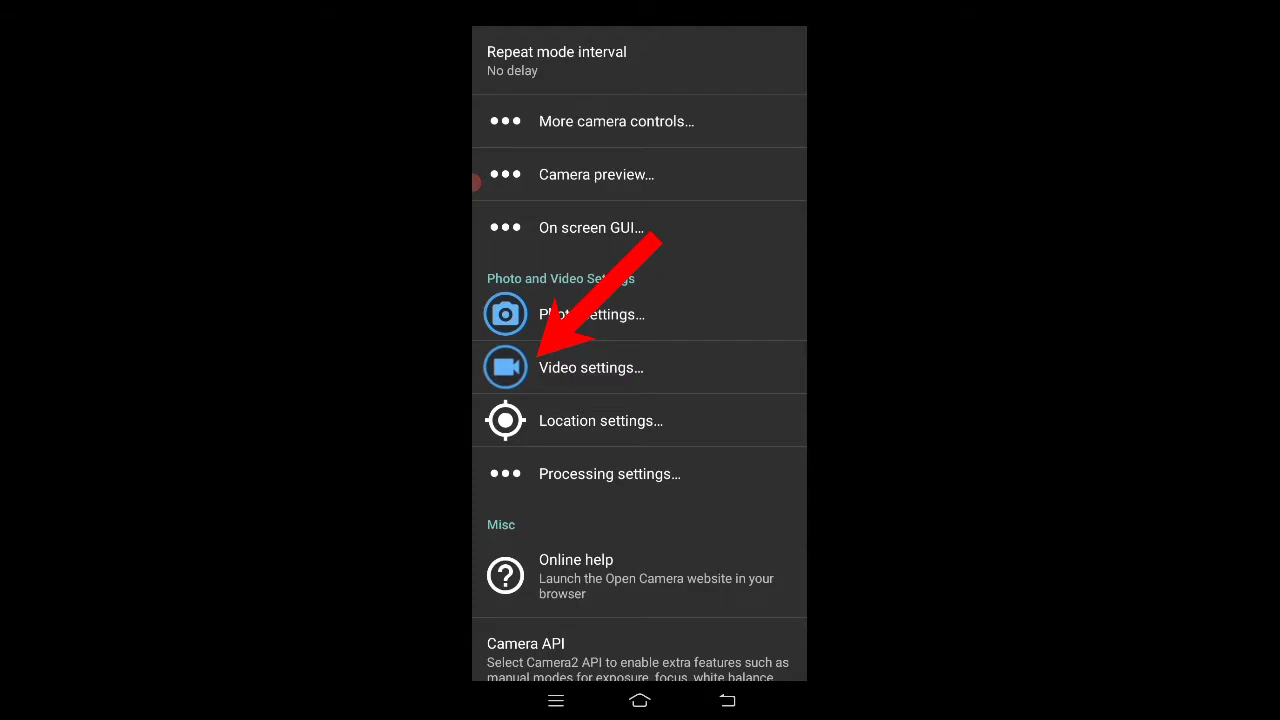 Repeat mode interval
No delay
More camera controls...
Camera preview...
On screen GUI...
Photo and Video Settings
Photo settings...
Video settings...
Location settings...
Processing settings...
Misc
Online help
Launch the Open Camera website in your
browser
Camera API
Select Camera2 API to enable extra features such as
manual modes for exposure, focus, white balance